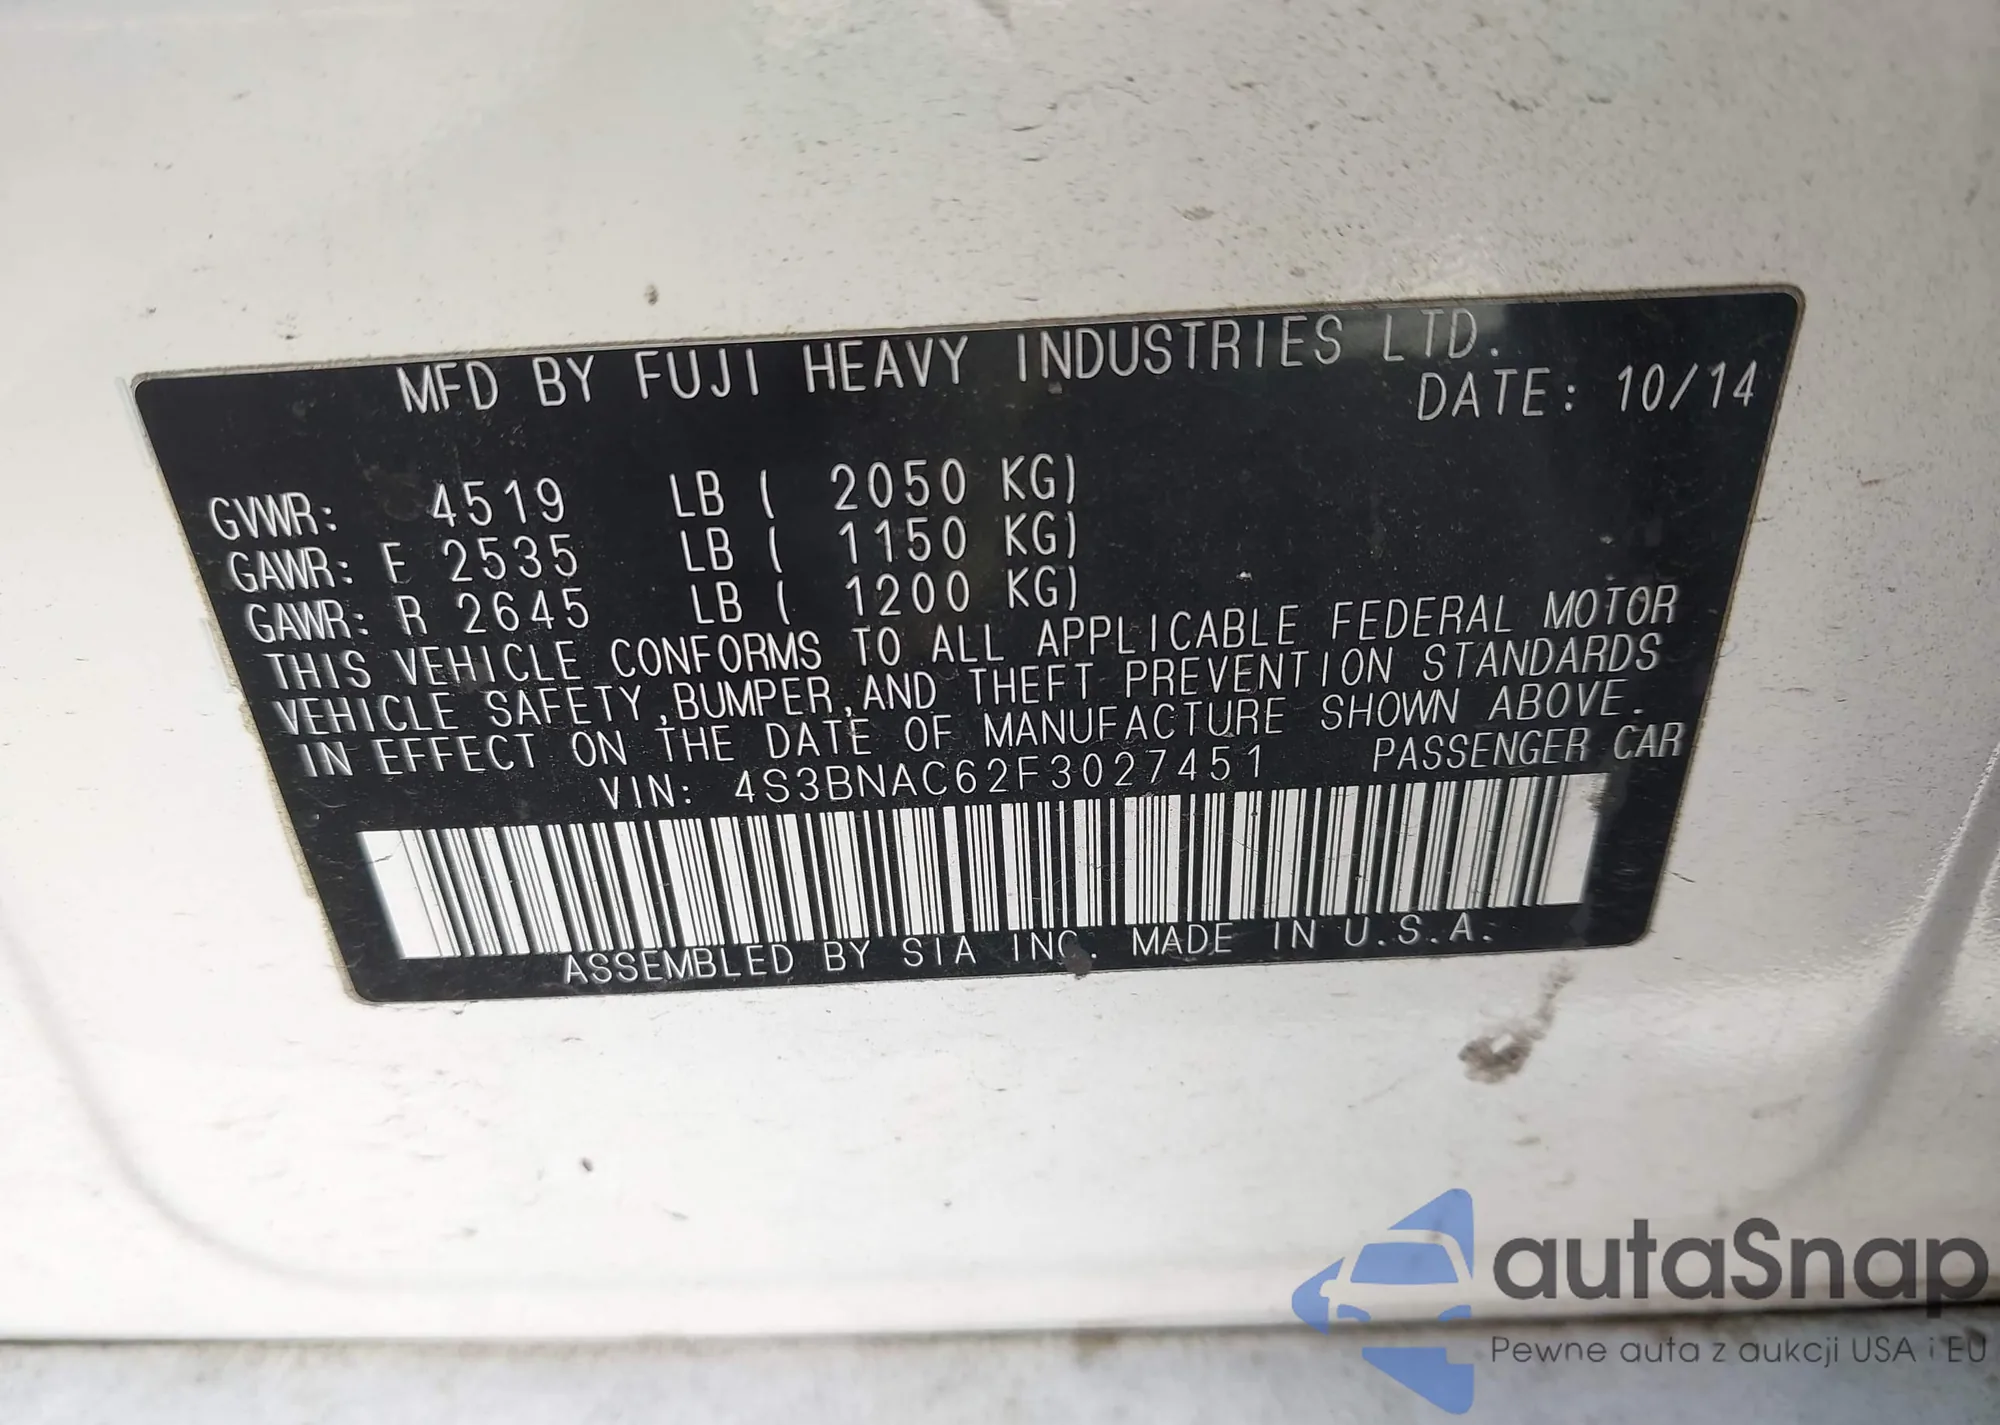 MFD BY FUJI HEAVY INDUSTRIES LTD.
DATE: 10/14
GVWR: 4519 LB ( 2050 KG)
GAWR: F 2535 LB ( 1150 KG)
GAWR: R 2645 LB ( 1200 KG)
THIS VEHICLE CONFORMS TO ALL APPLICABLE FEDERAL MOTOR
VEHICLE SAFETY,BUMPER,AND THEFT PREVENTION STANDARDS
IN EFFECT ON THE DATE OF MANUFACTURE SHOWN ABOVE.
VIN: 4S3BNAC62F3027451 PASSENGER CAR
ASSEMBLED BY SIA INC. MADE IN U.S.A.
autaSnap
Pewne auta z aukcji USA i EU